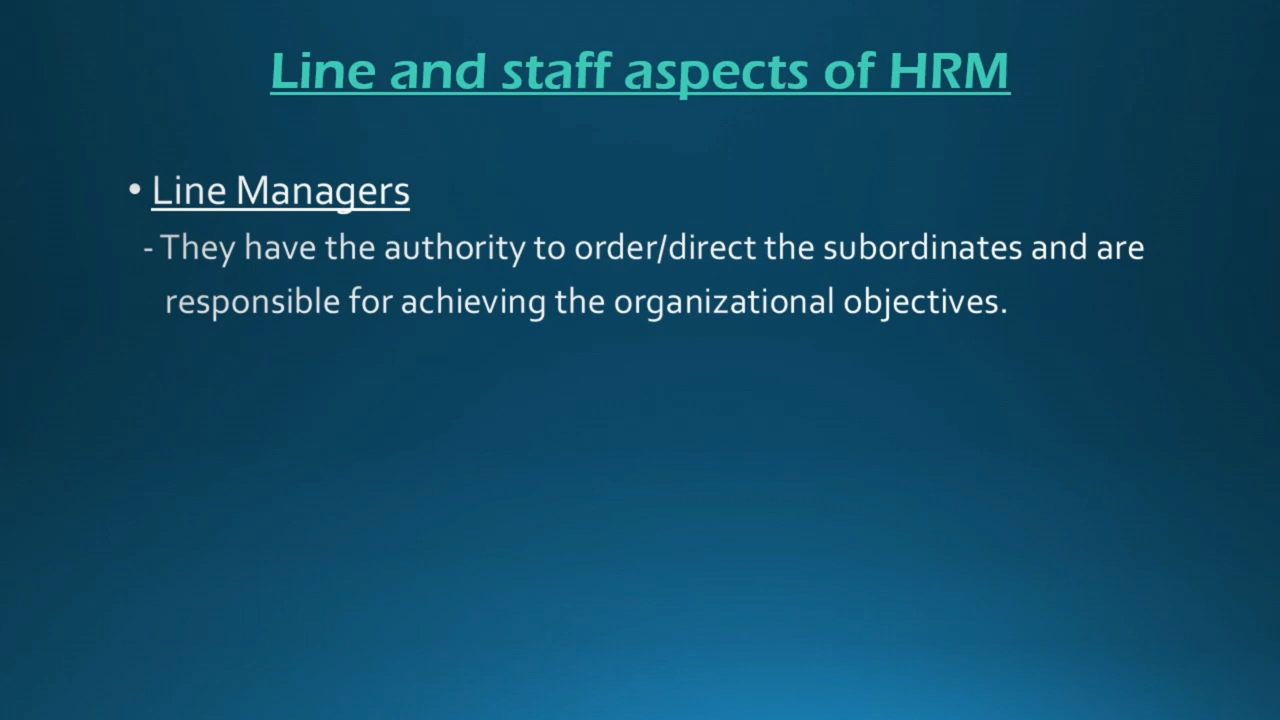 Line and staff aspects of HRM
• Line Managers
- They have the authority to order/direct the subordinates and are
responsible for achieving the organizational objectives.